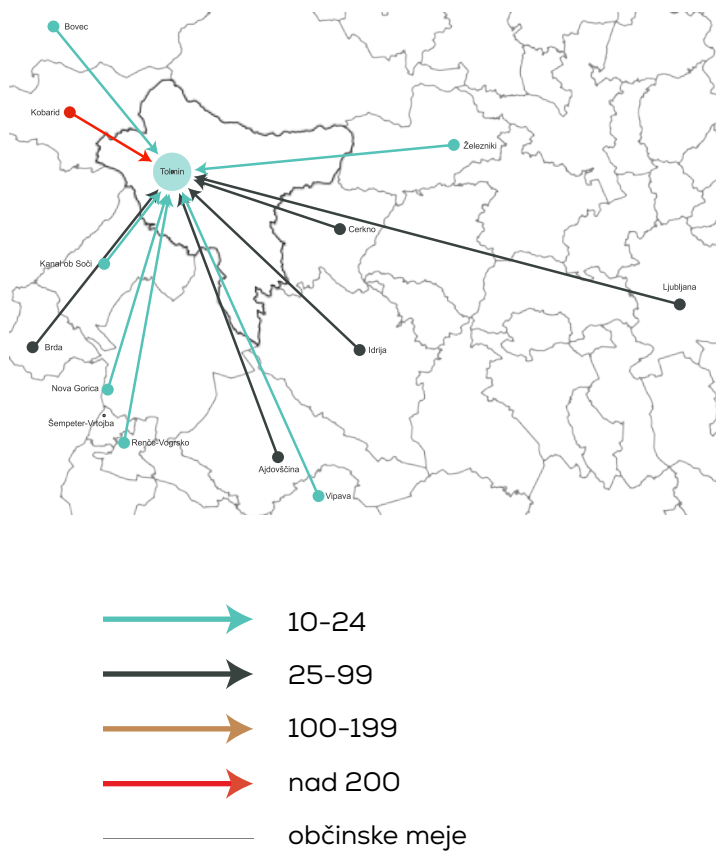 Bovec
Kobarid
Železniki
Tolmin
Cerkno
Kanal ob Soči
Ljubljana
Brda
Idrija
Nova Gorica
Šempeter-Vrtojba
Renče-Vogrsko
Ajdovščina
Vipava
10-24
25-99
100-199
nad 200
občinske meje